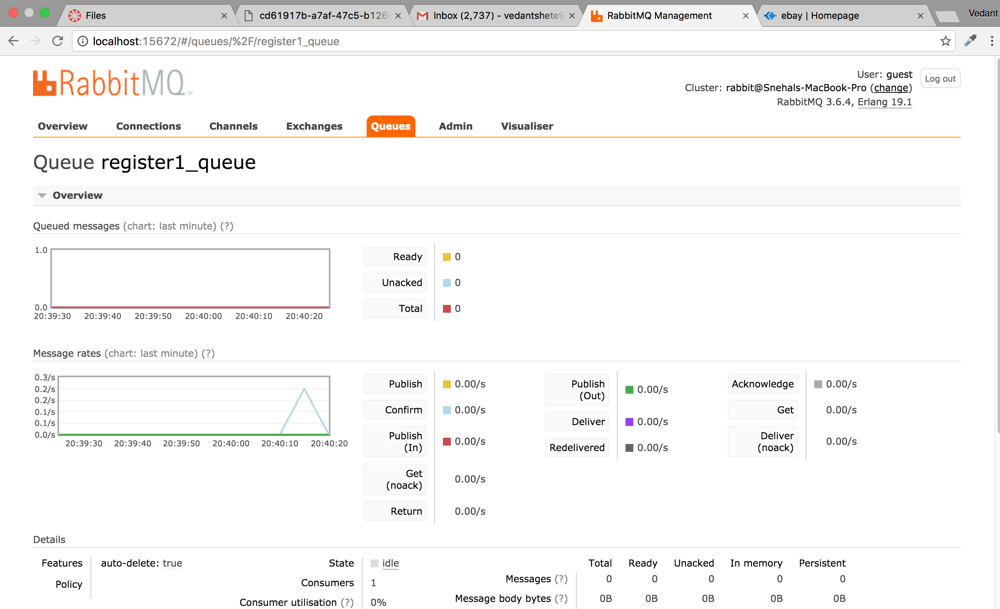 Files
cd61917b-a7af-47c5-b126-
Inbox (2,737) - vedantshete9
RabbitMQ Management
ebay | Homepage
Vedant
localhost:15672/#/queues/%2F/register1_queue
RabbitMQ™
User: guest
Log out
Cluster: rabbit@Snehals-MacBook-Pro (change)
RabbitMQ 3.6.4, Erlang 19.1
Overview Connections Channels Exchanges Queues Admin Visualiser
Queue register1_queue
Overview
Queued messages (chart: last minute) (?)
1.0
0.0
20:39:30 20:39:40 20:39:50 20:40:00 20:40:10 20:40:20
Ready 0
Unacked 0
Total 0
Message rates (chart: last minute) (?)
0.3/s
0.2/s
0.2/s
0.1/s
0.1/s
0.0/s
20:39:30 20:39:40 20:39:50 20:40:00 20:40:10 20:40:20
Publish 0.00/s
Confirm 0.00/s
Publish (In) 0.00/s
Get (noack) 0.00/s
Return 0.00/s
Publish (Out) 0.00/s
Deliver 0.00/s
Redelivered 0.00/s
Acknowledge 0.00/s
Get 0.00/s
Deliver (noack) 0.00/s
Details
Features auto-delete: true
Policy
State idle
Consumers 1
Consumer utilisation (?) 0%
Total Ready Unacked In memory Persistent
Messages (?) 0 0 0 0 0
Message body bytes (?) 0B 0B 0B 0B 0B